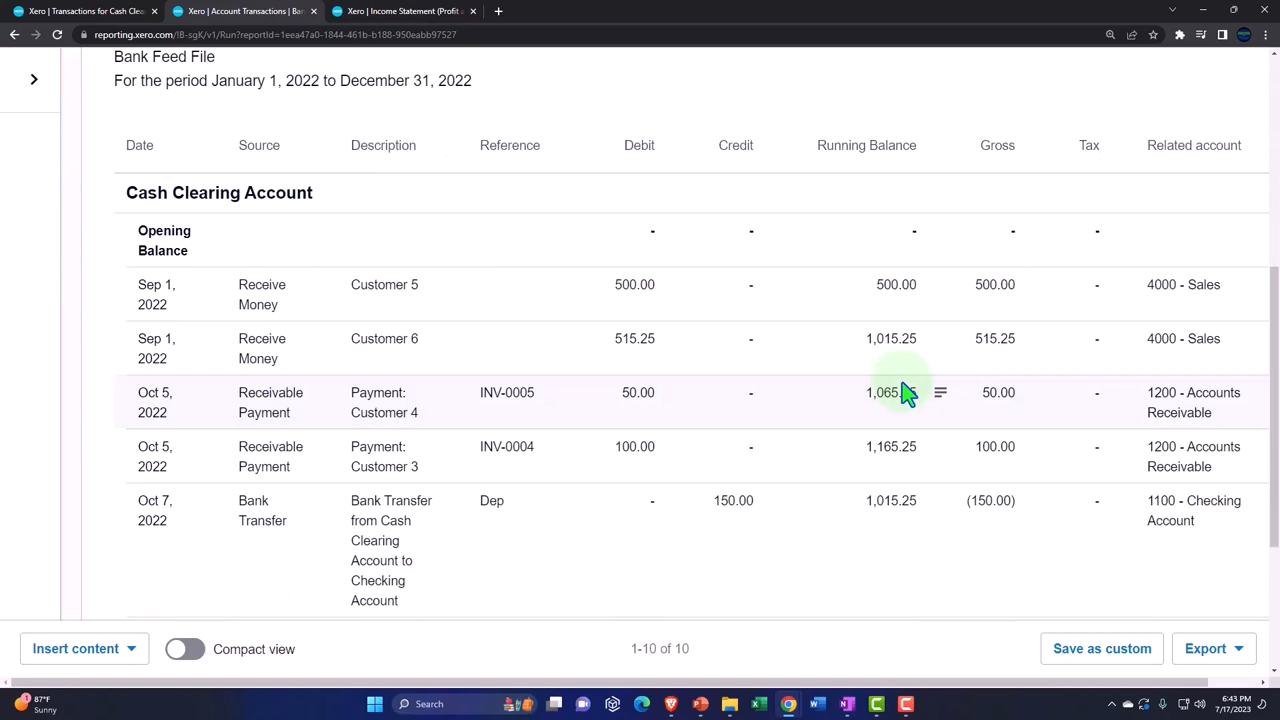 Xero | Transactions for Cash Clear
Xero | Account Transactions | Ban
Xero | Income Statement (Profit a
reporting.xero.com/IB-sgK/v1/Run?reportId=1eea47a0-1844-461b-b188-950eabb97527
Bank Feed File
For the period January 1, 2022 to December 31, 2022
Date Source Description Reference Debit Credit Running Balance Gross Tax Related account
Cash Clearing Account
Opening - - - - -
Balance
Sep 1, Receive Customer 5 500.00 - 500.00 500.00 - 4000 - Sales
2022 Money
Sep 1, Receive Customer 6 515.25 - 1,015.25 515.25 - 4000 - Sales
2022 Money
Oct 5, Receivable Payment: INV-0005 50.00 - 50.00 - 1200 - Accounts
2022 Payment Customer 4 Receivable
Oct 5, Receivable Payment: INV-0004 100.00 - 1,165.25 100.00 - 1200 - Accounts
2022 Payment Customer 3 Receivable
Oct 7, Bank Bank Transfer Dep - 150.00 1,015.25 (150.00) - 1100 - Checking
2022 Transfer from Cash Account
Clearing
Account to
Checking
Account
Insert content Compact view 1-10 of 10 Save as custom Export
87°F
Sunny
Search
6:43 PM
7/17/2023